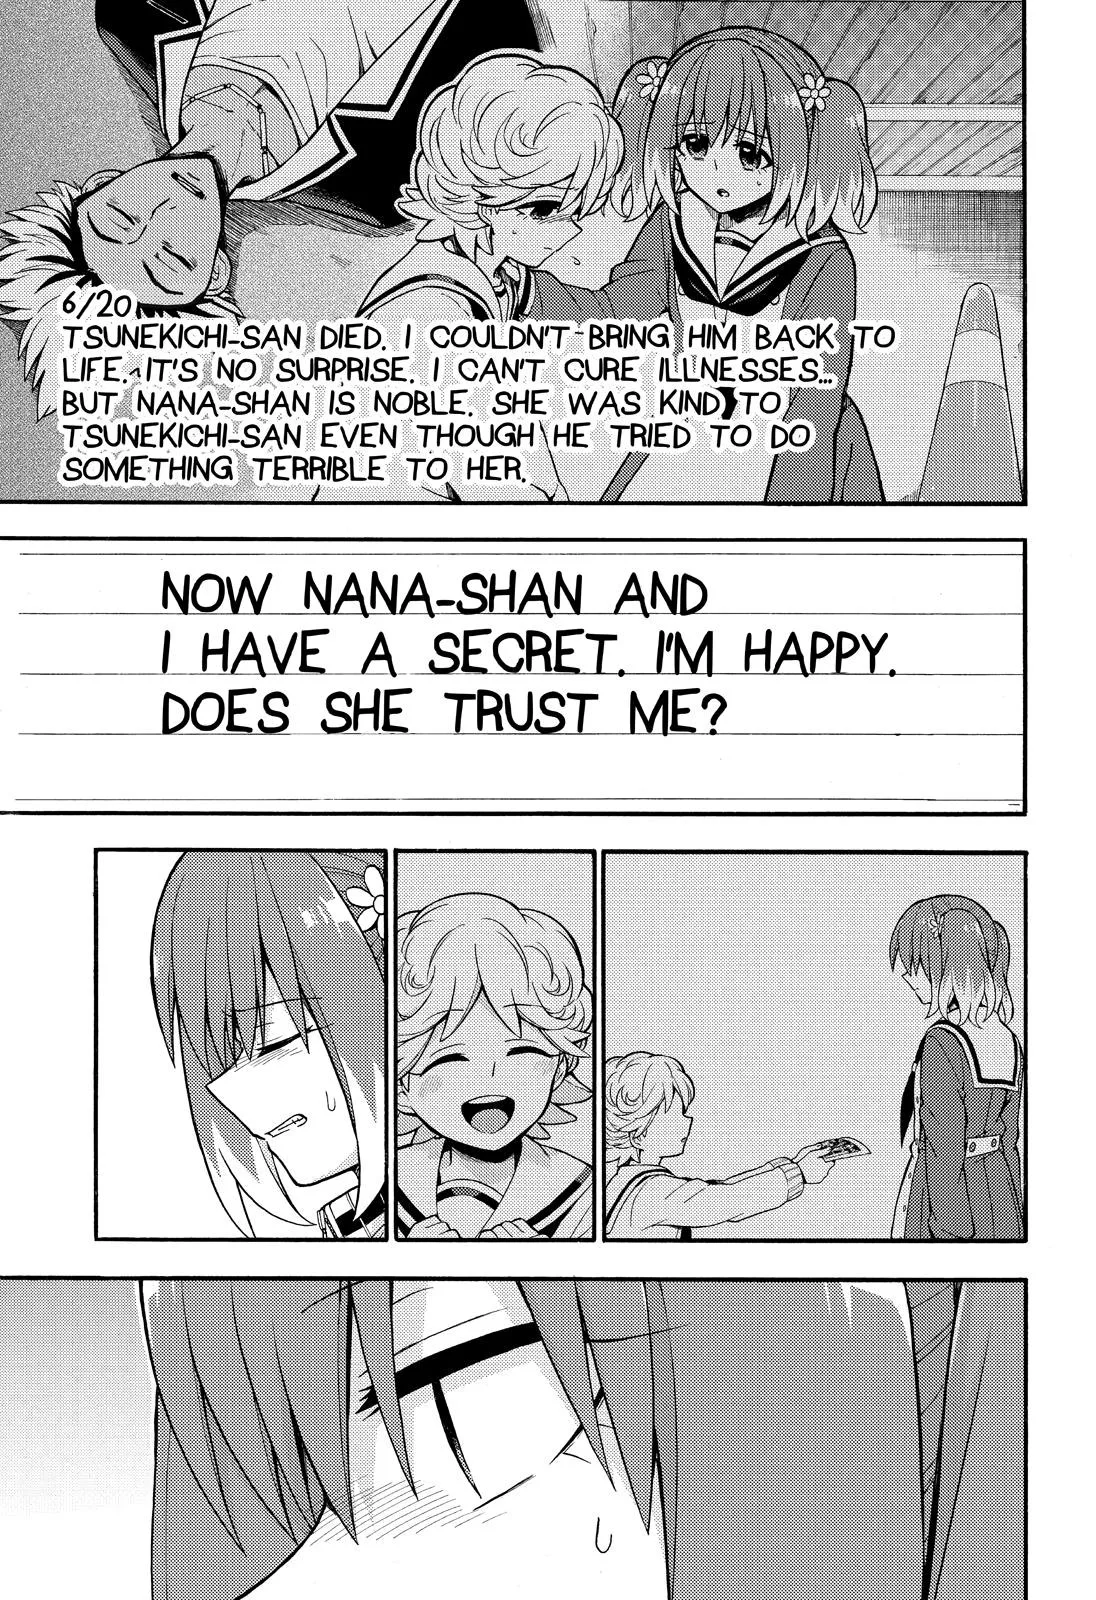 6/20
TSUNEKICHI-SAN DIED. I COULDN'T BRING HIM BACK TO
LIFE. IT'S NO SURPRISE. I CAN'T CURE ILLNESSES...
BUT NANA-SHAN IS NOBLE. SHE WAS KIND TO
TSUNEKICHI-SAN EVEN THOUGH HE TRIED TO DO
SOMETHING TERRIBLE TO HER.
NOW NANA-SHAN AND
I HAVE A SECRET. I'M HAPPY.
DOES SHE TRUST ME?